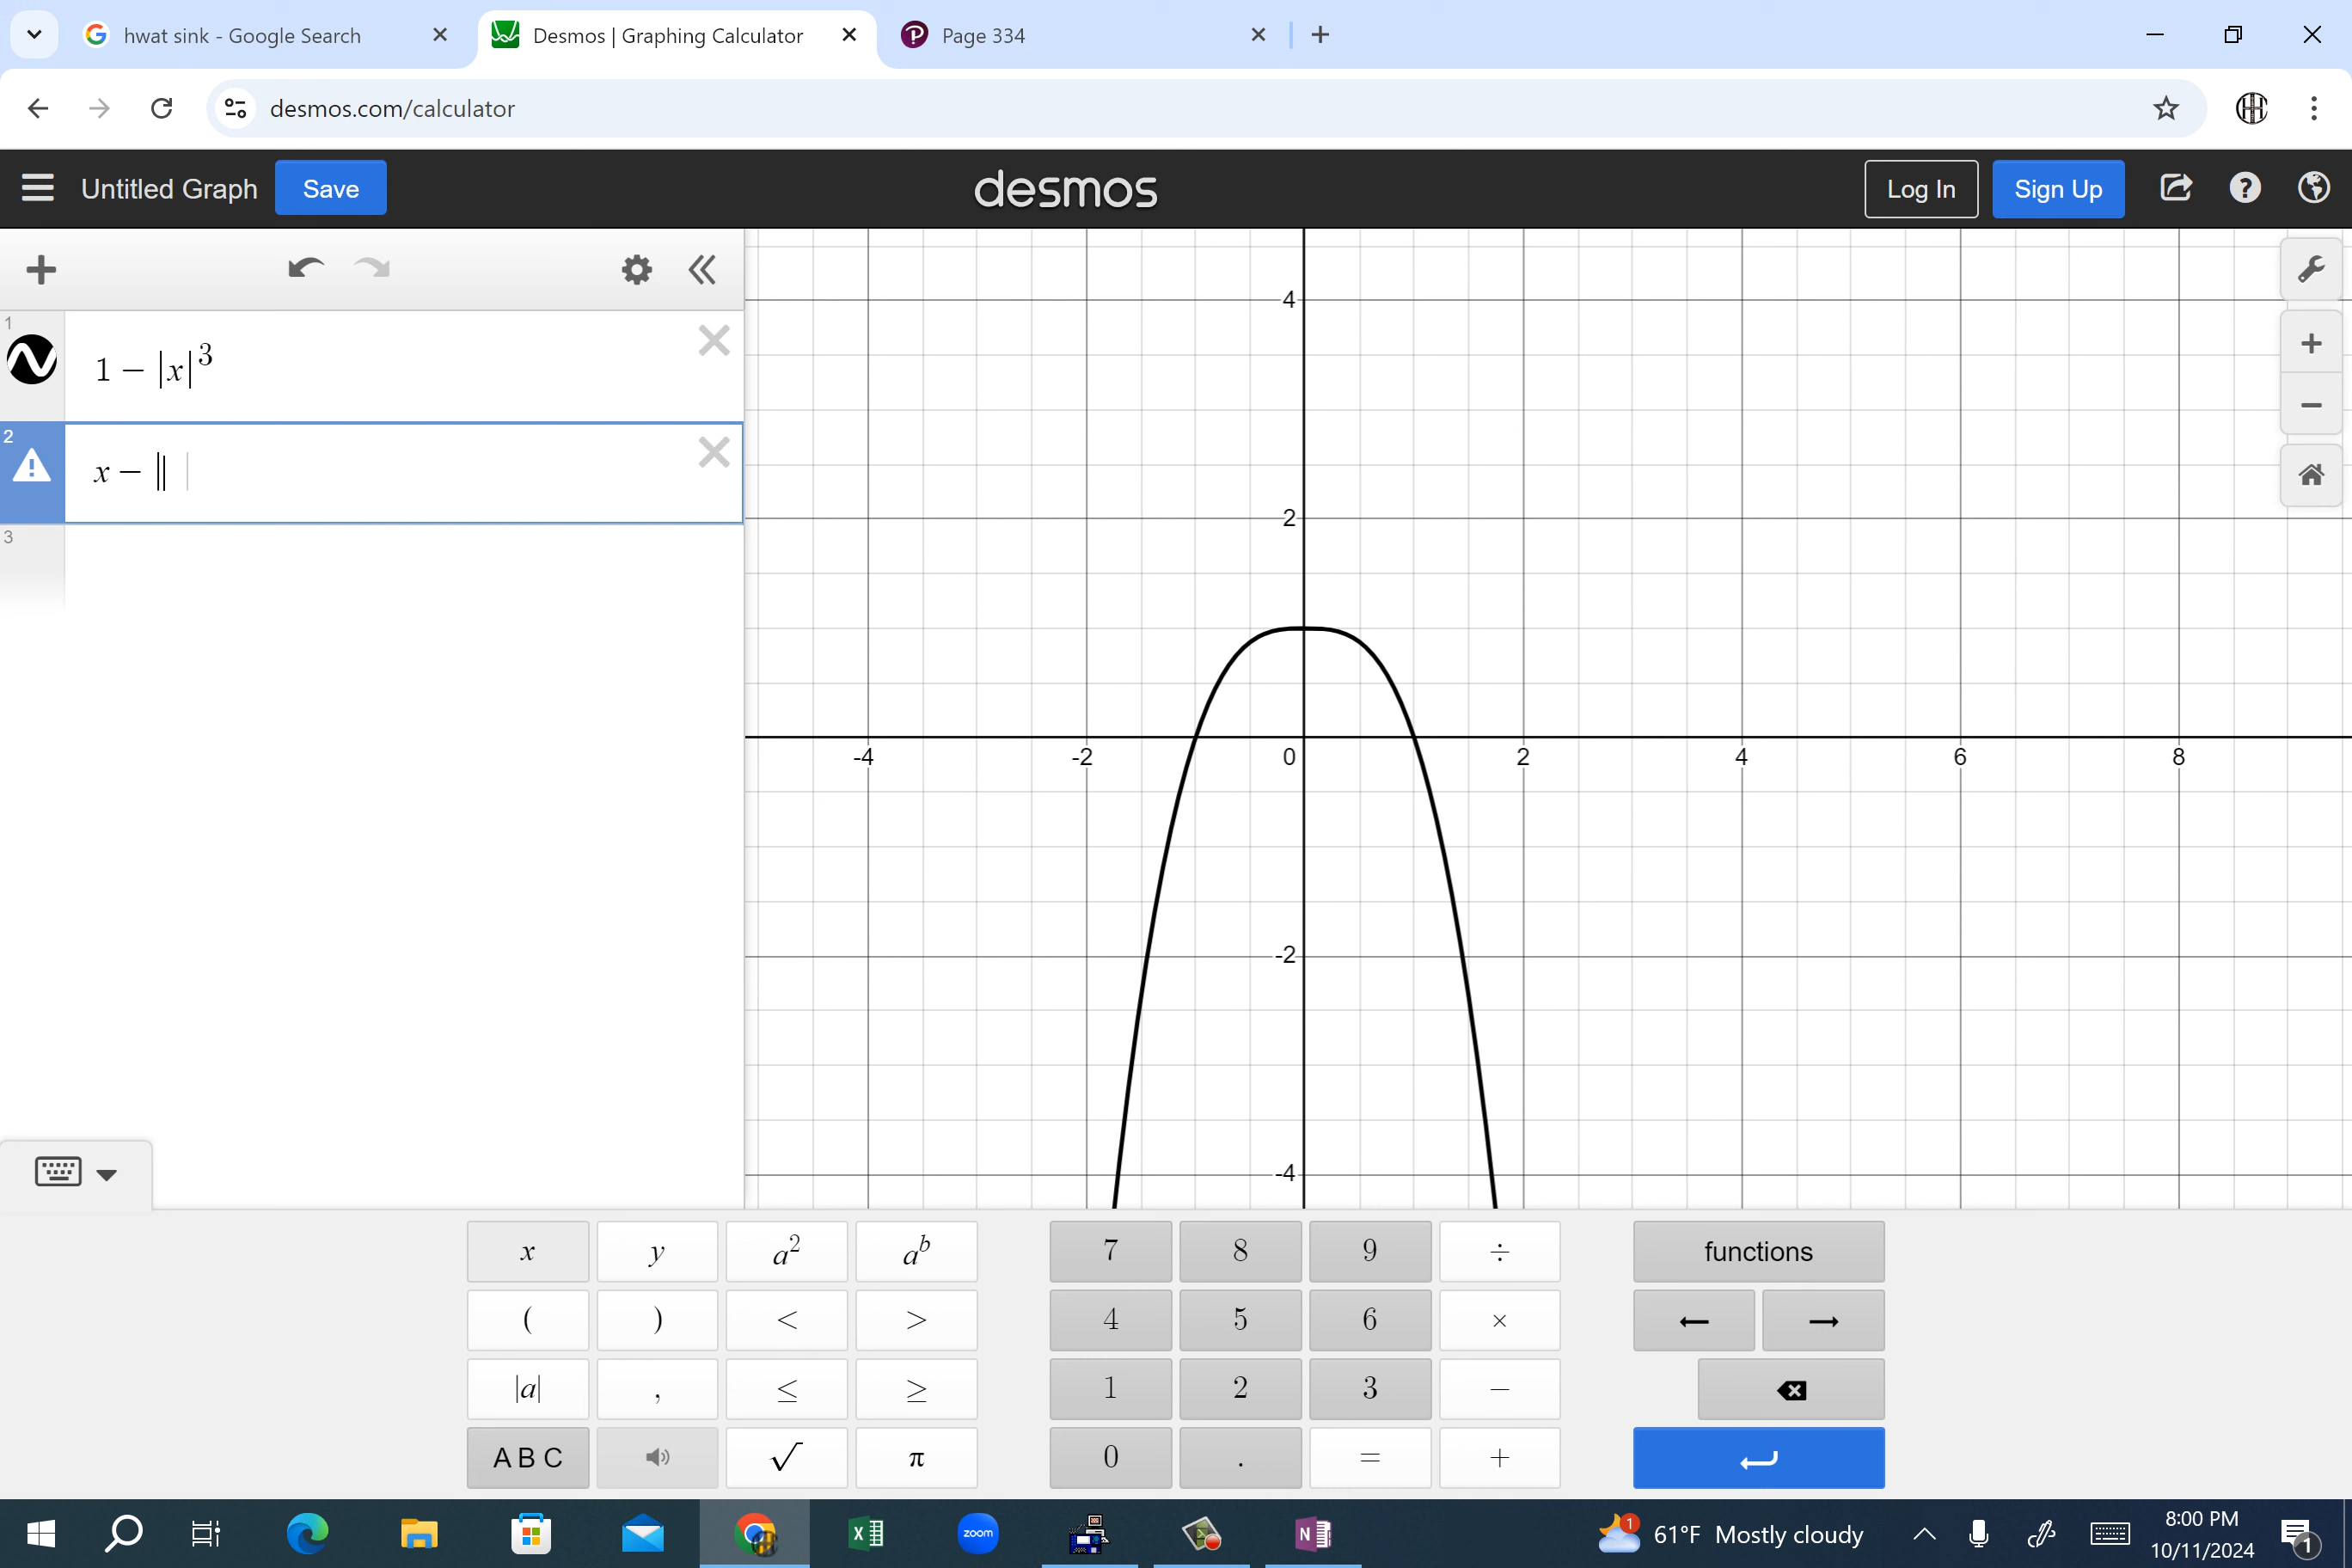 hwat sink - Google Search
Desmos | Graphing Calculator
Page 334
desmos.com/calculator
Untitled Graph
Save
desmos
Log In
Sign Up
1
1 − |x|³
2
x − | |
3
4
2
-4
-2
0
2
4
6
8
-2
-4
x y a² aᵇ 7 8 9 ÷ functions
( ) < > 4 5 6 × ← →
|a| , ≤ ≥ 1 2 3 −
A B C √ π 0 . = +
zoom
1
61°F Mostly cloudy
8:00 PM
10/11/2024
1